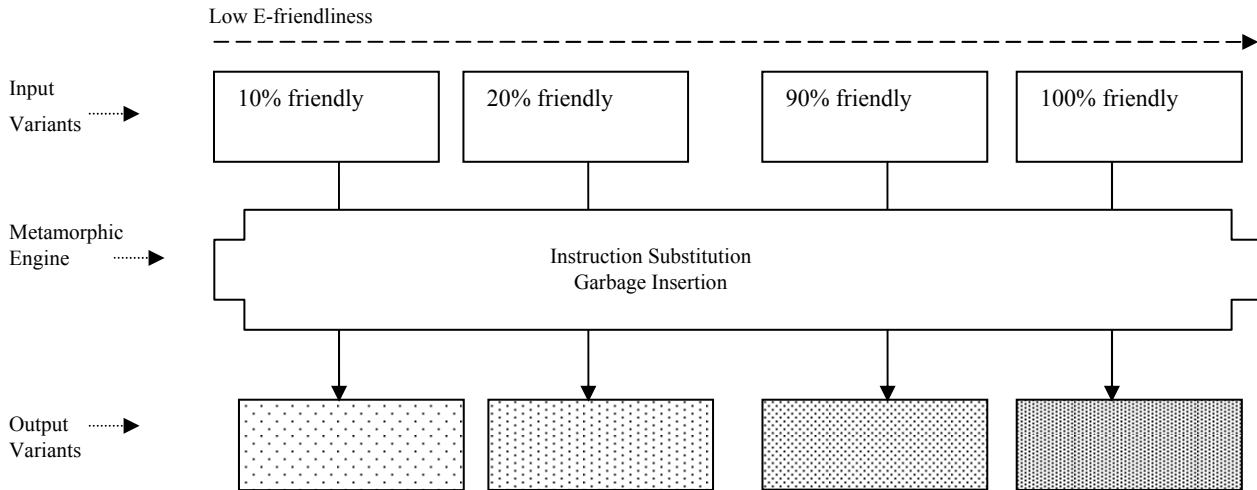 Low E-friendliness
Input
Variants
10% friendly
20% friendly
90% friendly
100% friendly
Metamorphic
Engine
Instruction Substitution
Garbage Insertion
Output
Variants